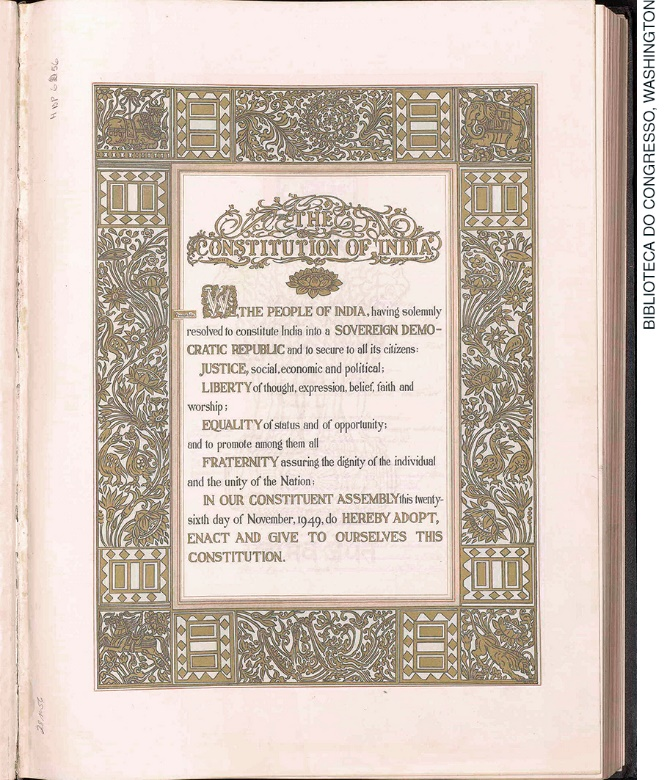 THE
CONSTITUTION OF INDIA
WE, THE PEOPLE OF INDIA, having solemnly
resolved to constitute India into a SOVEREIGN DEMO-
CRATIC REPUBLIC and to secure to all its citizens:
JUSTICE, social, economic and political;
LIBERTY of thought, expression, belief, faith and
worship;
EQUALITY of status and of opportunity;
and to promote among them all
FRATERNITY assuring the dignity of the individual
and the unity of the Nation;
IN OUR CONSTITUENT ASSEMBLY this twenty-
sixth day of November, 1949, do HEREBY ADOPT,
ENACT AND GIVE TO OURSELVES THIS
CONSTITUTION.
BIBLIOTECA DO CONGRESSO, WASHINGTON